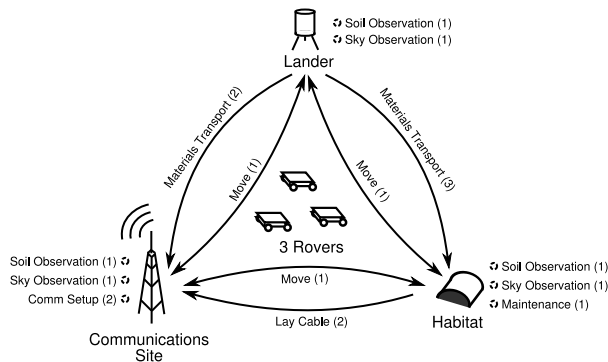 Soil Observation (1)
Sky Observation (1)
Lander
Materials Transport (2)
Materials Transport (3)
Move (1)
Move (1)
3 Rovers
Soil Observation (1)
Sky Observation (1)
Comm Setup (2)
Move (1)
Lay Cable (2)
Soil Observation (1)
Sky Observation (1)
Maintenance (1)
Habitat
Communications
Site